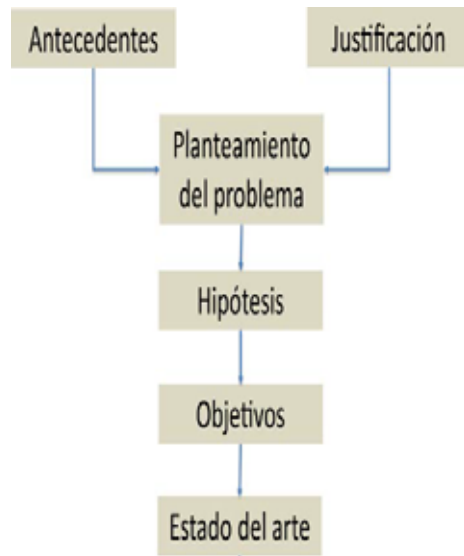 Antecedentes
Justificación
Planteamiento
del problema
Hipótesis
Objetivos
Estado del arte